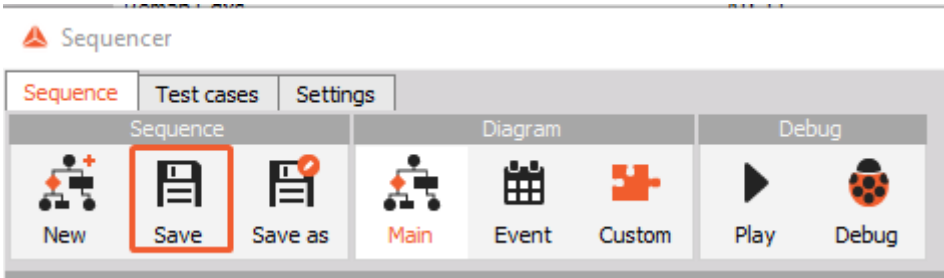 Sequencer
Sequence Test cases Settings
Sequence Diagram Debug
New Save Save as Main Event Custom Play Debug